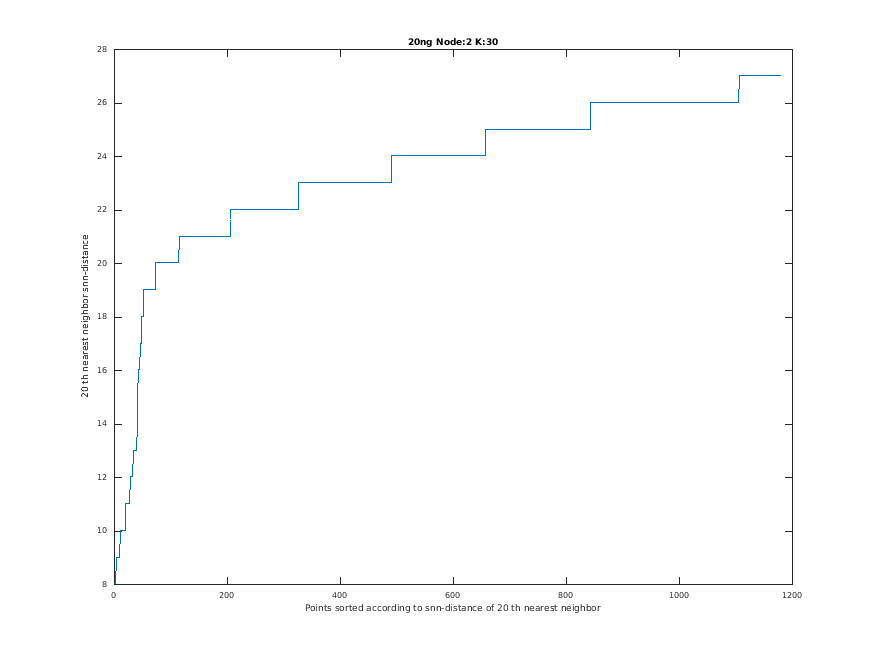 20ng Node:2 K:30
28
26
24
22
20
18
16
14
12
10
8
20 th nearest neighbor snn-distance
0 200 400 600 800 1000 1200
Points sorted according to snn-distance of 20 th nearest neighbor